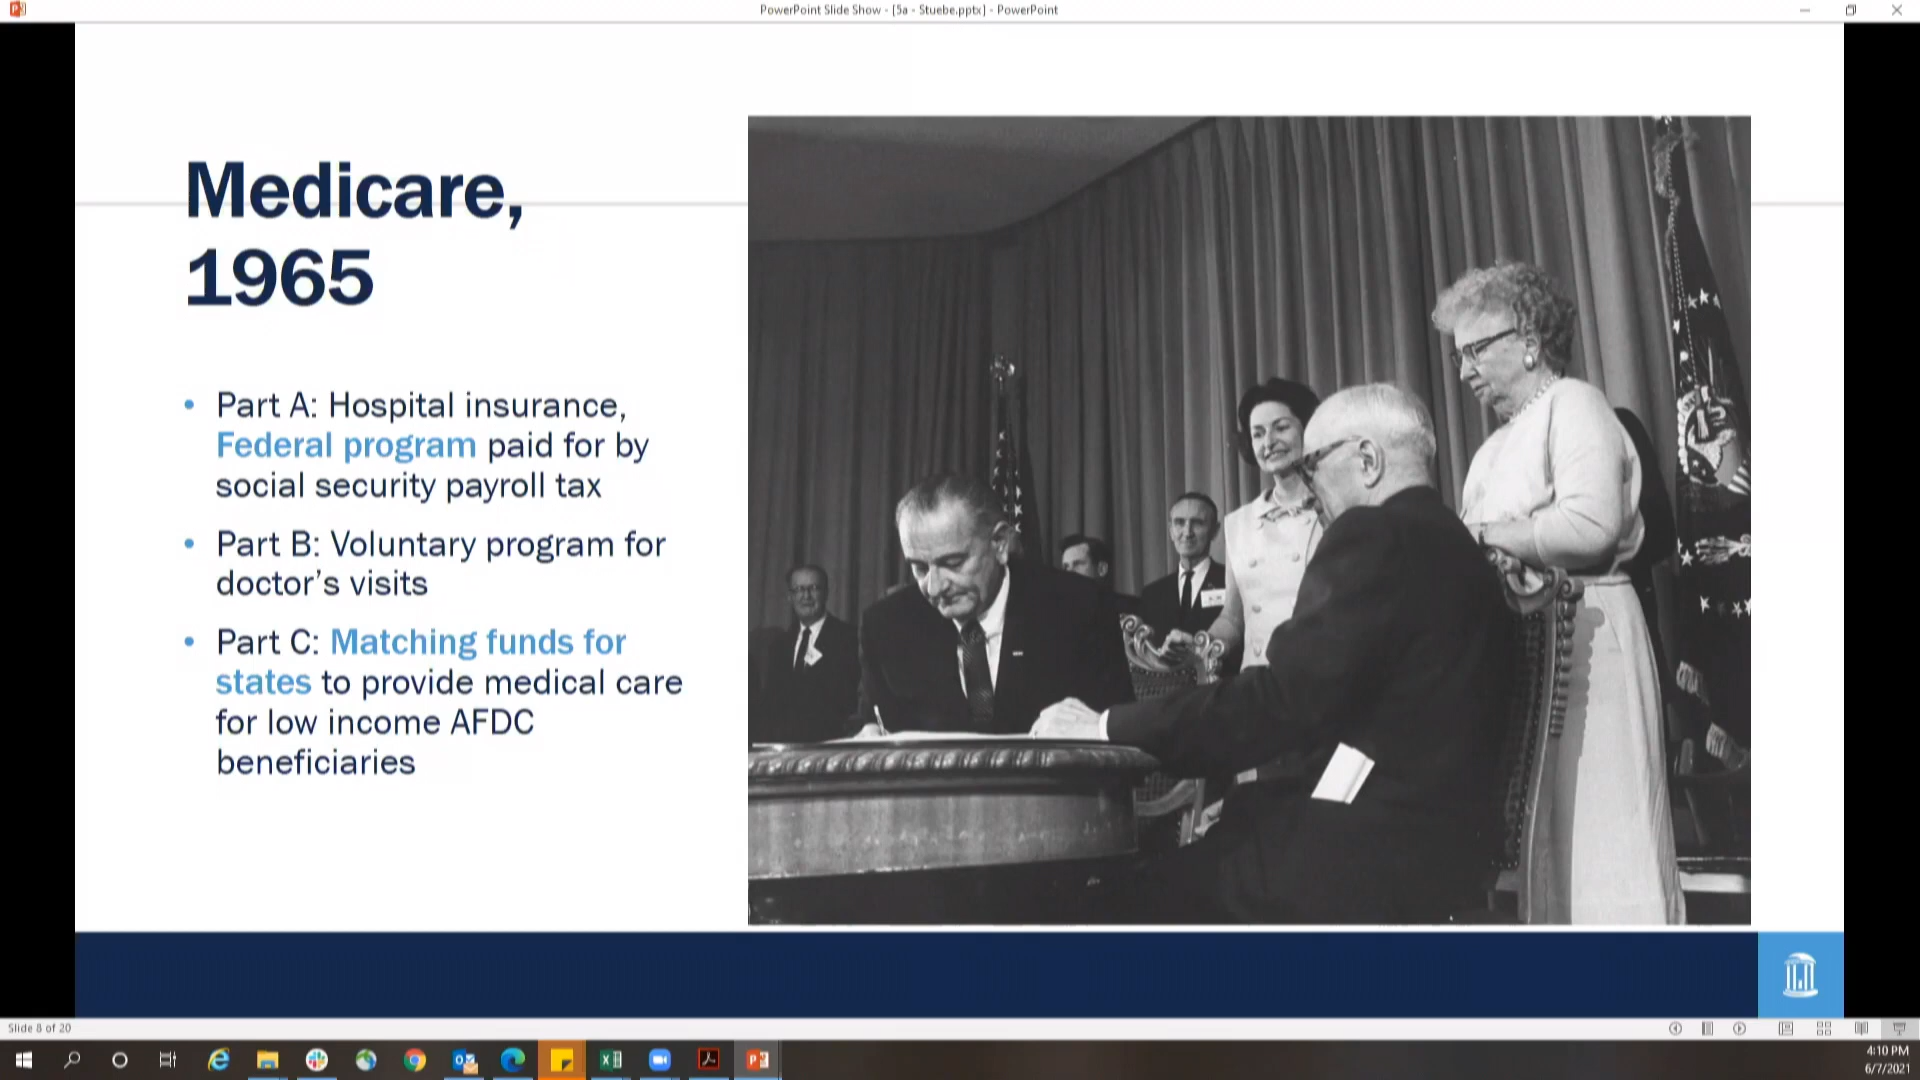 PowerPoint Slide Show - [5a - Stuebe.pptx] - PowerPoint
Medicare,
1965
• Part A: Hospital insurance,
Federal program paid for by
social security payroll tax
• Part B: Voluntary program for
doctor’s visits
• Part C: Matching funds for
states to provide medical care
for low income AFDC
beneficiaries
Slide 8 of 20
4:10 PM
6/7/2021